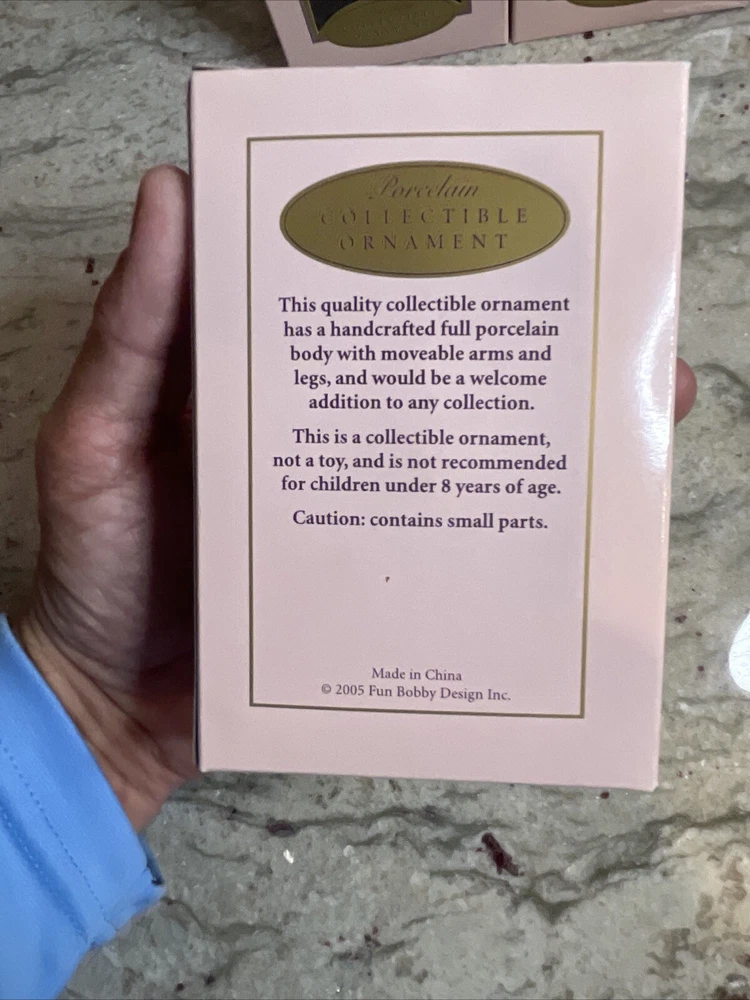 Porcelain
COLLECTIBLE
ORNAMENT
This quality collectible ornament
has a handcrafted full porcelain
body with moveable arms and
legs, and would be a welcome
addition to any collection.
This is a collectible ornament,
not a toy, and is not recommended
for children under 8 years of age.
Caution: contains small parts.
Made in China
© 2005 Fun Bobby Design Inc.